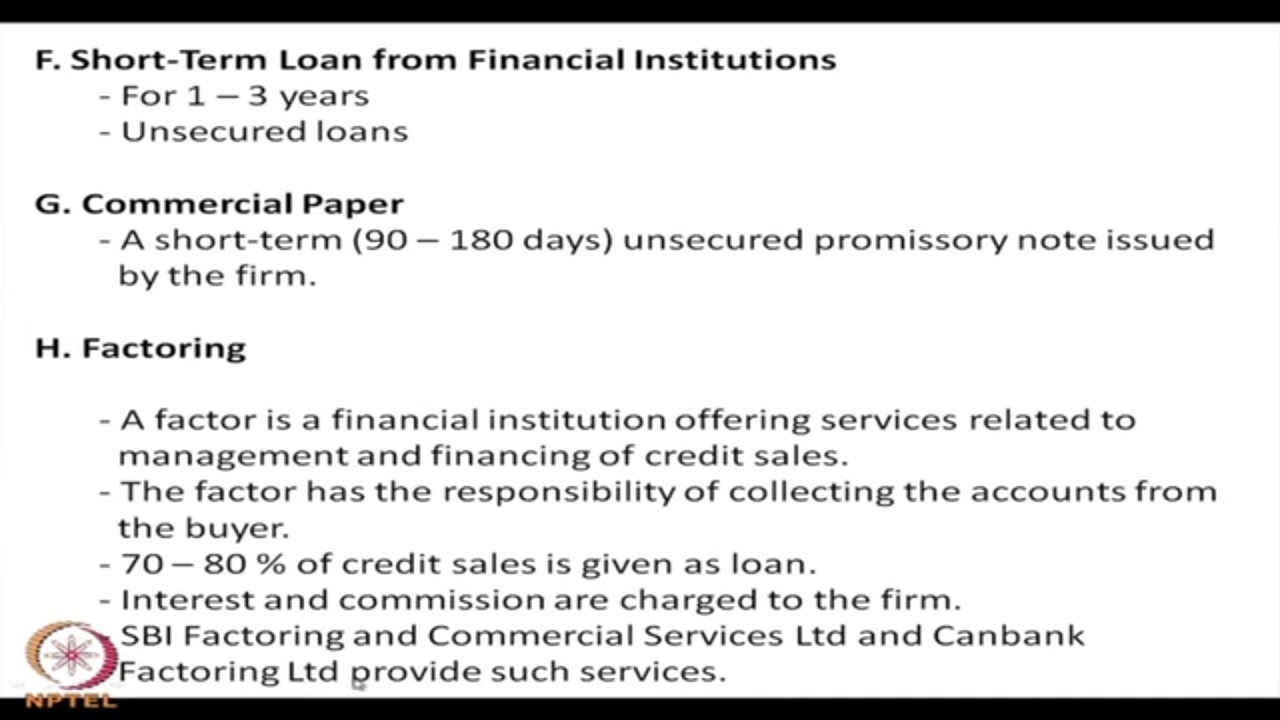 F. Short-Term Loan from Financial Institutions
- For 1 – 3 years
- Unsecured loans
G. Commercial Paper
- A short-term (90 – 180 days) unsecured promissory note issued
by the firm.
H. Factoring
- A factor is a financial institution offering services related to
management and financing of credit sales.
- The factor has the responsibility of collecting the accounts from
the buyer.
- 70 – 80 % of credit sales is given as loan.
- Interest and commission are charged to the firm.
SBI Factoring and Commercial Services Ltd and Canbank
Factoring Ltd provide such services.
NPTEL